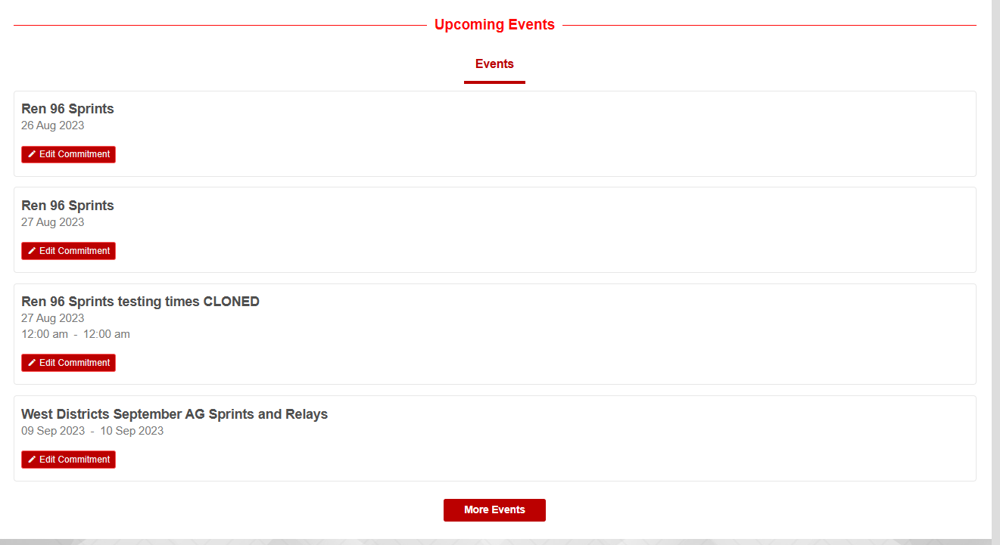 Upcoming Events
Events
Ren 96 Sprints
26 Aug 2023
Edit Commitment
Ren 96 Sprints
27 Aug 2023
Edit Commitment
Ren 96 Sprints testing times CLONED
27 Aug 2023
12:00 am - 12:00 am
Edit Commitment
West Districts September AG Sprints and Relays
09 Sep 2023 - 10 Sep 2023
Edit Commitment
More Events